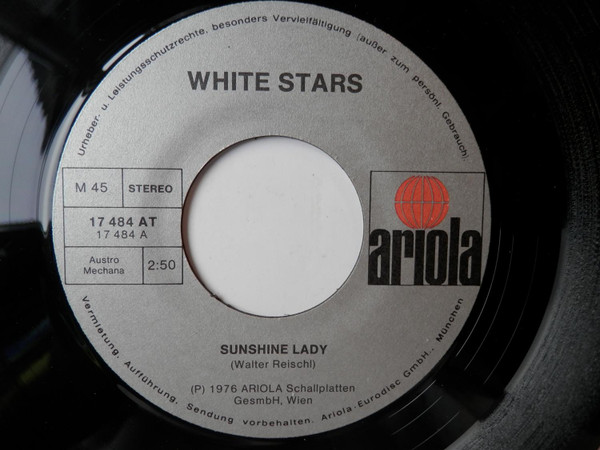 Urheber- u. Leistungsschutzrechte, besonders Vervielfältigung (außer zum persönl. Gebrauch)
WHITE STARS
M 45 STEREO
17 484 AT
17 484 A
Austro
Mechana
2:50
ariola
SUNSHINE LADY
(Walter Reischl)
(P) 1976 ARIOLA Schallplatten
GesmbH, Wien
Vermietung, Aufführung, Sendung vorbehalten. Ariola-Eurodisc GmbH., München